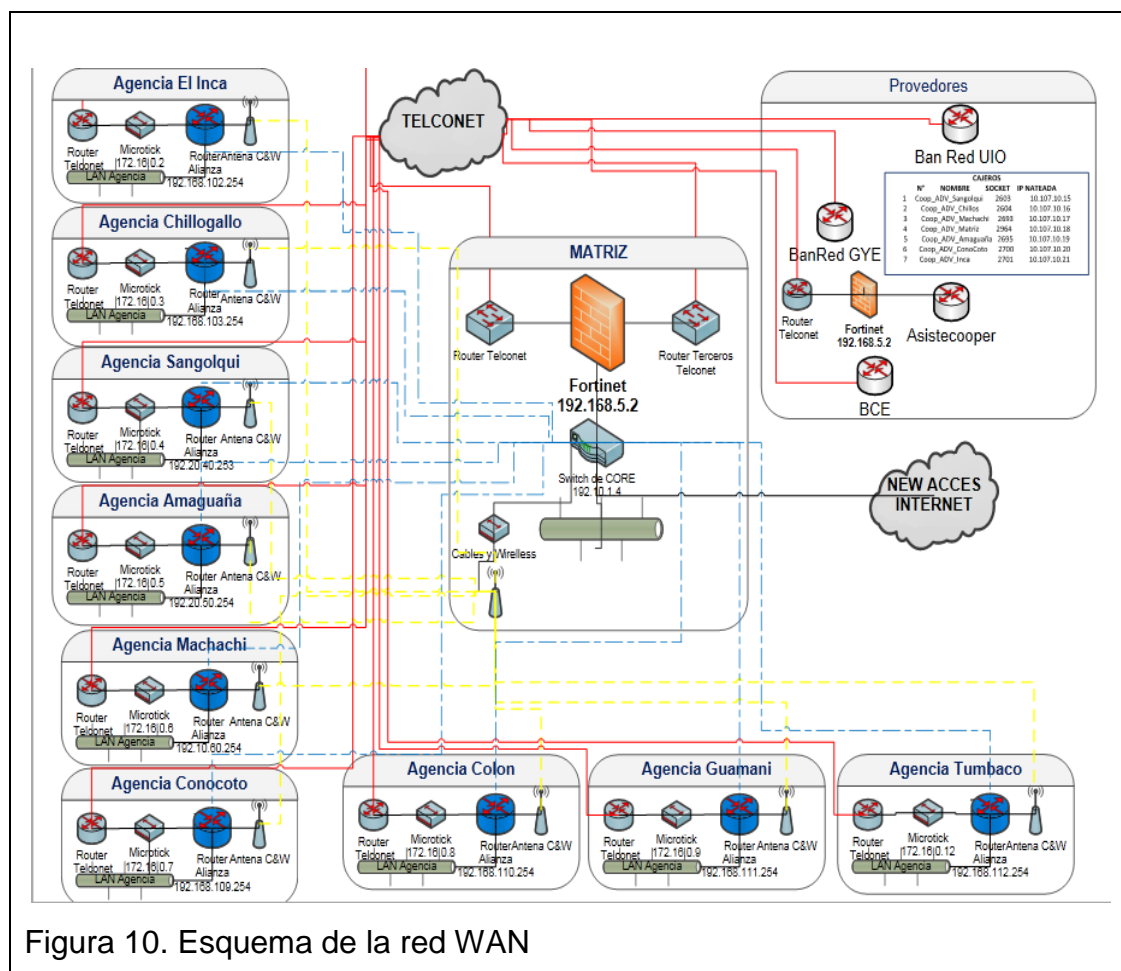 Agencia El Inca
Router
Teldonet
Microtick
172.16|0.2
Router
Alianza
Antena C&W
LAN Agencia
192.168.102.254
Agencia Chillogallo
Router
Teldonet
Microtick
172.16|0.3
Router
Alianza
Antena C&W
LAN Agencia
192.168.103.254
Agencia Sangolqui
Router
Teldonet
Microtick
172.16|0.4
Router
Alianza
Antena C&W
LAN Agencia
192.20.40.253
Agencia Amaguaña
Router
Teldonet
Microtick
172.16|0.5
Router
Alianza
Antena C&W
LAN Agencia
192.20.50.254
Agencia Machachi
Router
Teldonet
Microtick
172.16|0.6
Router
Alianza
Antena C&W
LAN Agencia
192.10.60.254
Agencia Conocoto
Router
Teldonet
Microtick
172.16|0.7
Router
Alianza
Antena C&W
LAN Agencia
192.168.109.254
TELCONET
MATRIZ
Router Telconet
Router Terceros
Telconet
Fortinet
192.168.5.2
Switch de CORE
192.10.1.4
Cables y Wirelless
Provedores
Ban Red UIO
CAJEROS
N° NOMBRE SOCKET IP NATEADA
1 Coop_ADV_Sangolqui 2603 10.107.10.15
2 Coop_ADV_Chillos 2604 10.107.10.16
3 Coop_ADV_Machachi 2693 10.107.10.17
4 Coop_ADV_Matriz 2964 10.107.10.18
5 Coop_ADV_Amaguaña 2695 10.107.10.19
6 Coop_ADV_ConoCoto 2700 10.107.10.20
7 Coop_ADV_Inca 2701 10.107.10.21
BanRed GYE
Router
Telconet
Fortinet
192.168.5.2
Asistecooper
BCE
NEW ACCES
INTERNET
Agencia Colon
Router
Teldonet
Microtick
172.16|0.8
Router
Alianza
Antena C&W
LAN Agencia
192.168.110.254
Agencia Guamani
Router
Teldonet
Microtick
172.16|0.9
Router
Alianza
Antena C&W
LAN Agencia
192.168.111.254
Agencia Tumbaco
Router
Teldonet
Microtick
172.16|0.12
Router
Alianza
Antena C&W
LAN Agencia
192.168.112.254
Figura 10. Esquema de la red WAN